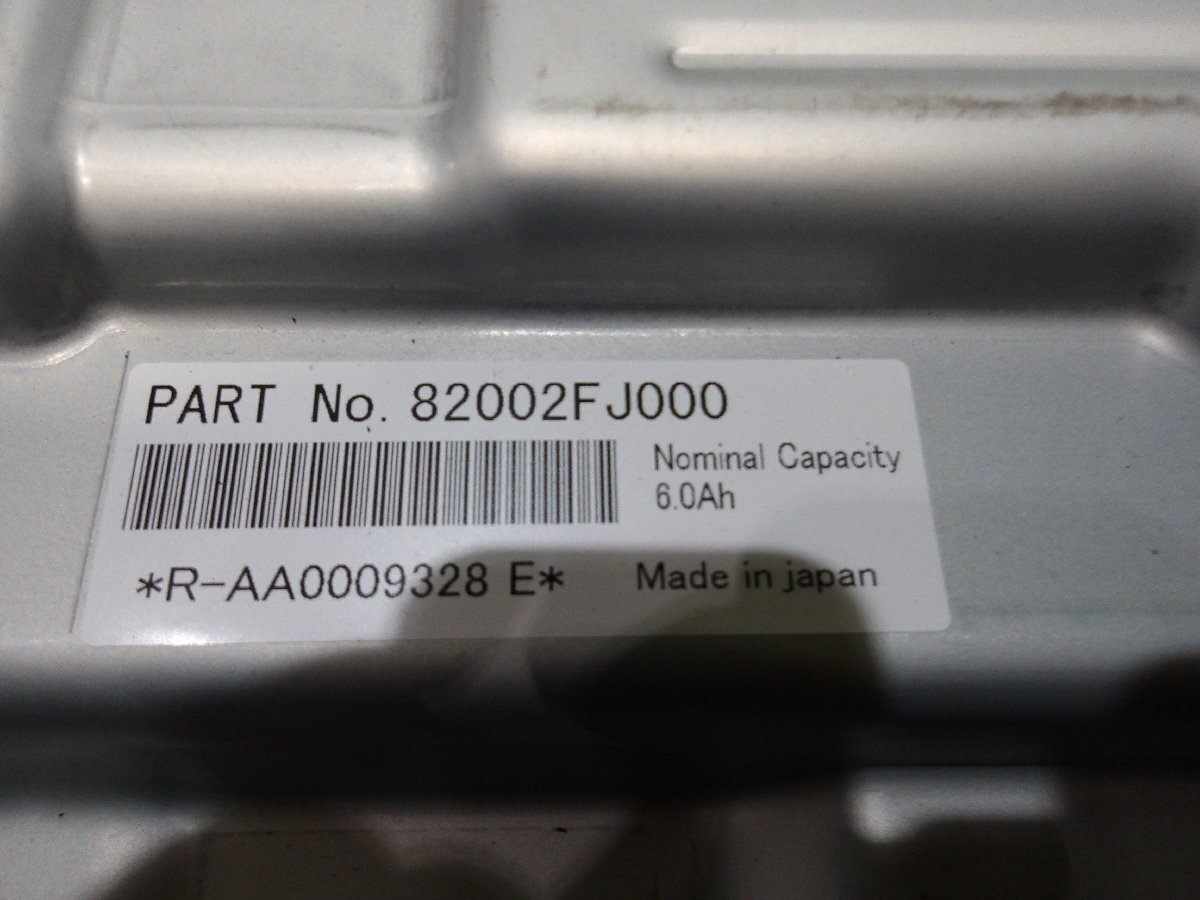 PART No. 82002FJ000
Nominal Capacity
6.0Ah
*R-AA0009328 E*
Made in japan